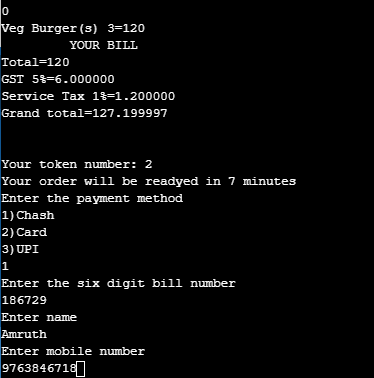 0
Veg Burger(s) 3=120
YOUR BILL
Total=120
GST 5%=6.000000
Service Tax 1%=1.200000
Grand total=127.199997
Your token number: 2
Your order will be readyed in 7 minutes
Enter the payment method
1)Chash
2)Card
3)UPI
1
Enter the six digit bill number
186729
Enter name
Amruth
Enter mobile number
9763846718